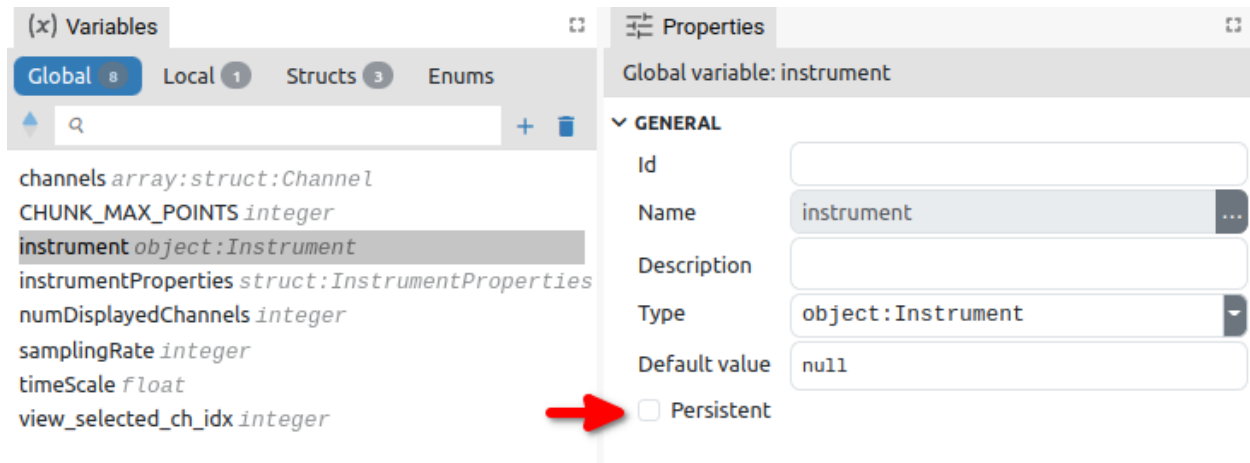 (x) Variables
Global 8 Local 1 Structs 3 Enums
channels array:struct:Channel
CHUNK_MAX_POINTS integer
instrument object:Instrument
instrumentProperties struct:InstrumentProperties
numDisplayedChannels integer
samplingRate integer
timeScale float
view_selected_ch_idx integer
Properties
Global variable: instrument
GENERAL
Id
Name instrument ...
Description
Type object:Instrument
Default value null
Persistent